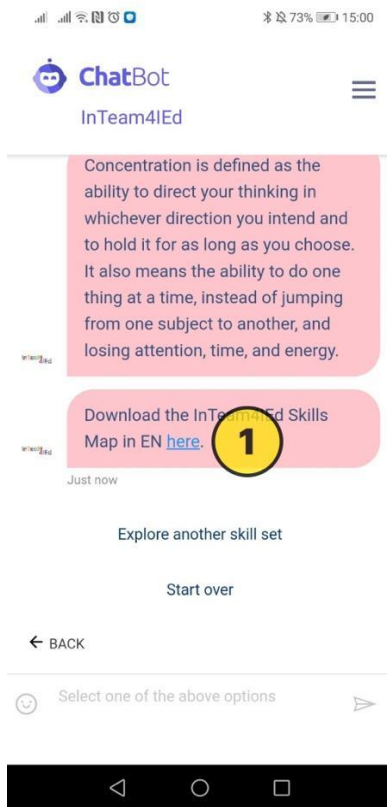 73% 15:00
ChatBot
InTeam4IEd
Concentration is defined as the
ability to direct your thinking in
whichever direction you intend and
to hold it for as long as you choose.
It also means the ability to do one
thing at a time, instead of jumping
from one subject to another, and
losing attention, time, and energy.
Download the InTeam4IEd Skills
Map in EN here.
1
Just now
Explore another skill set
Start over
← BACK
Select one of the above options